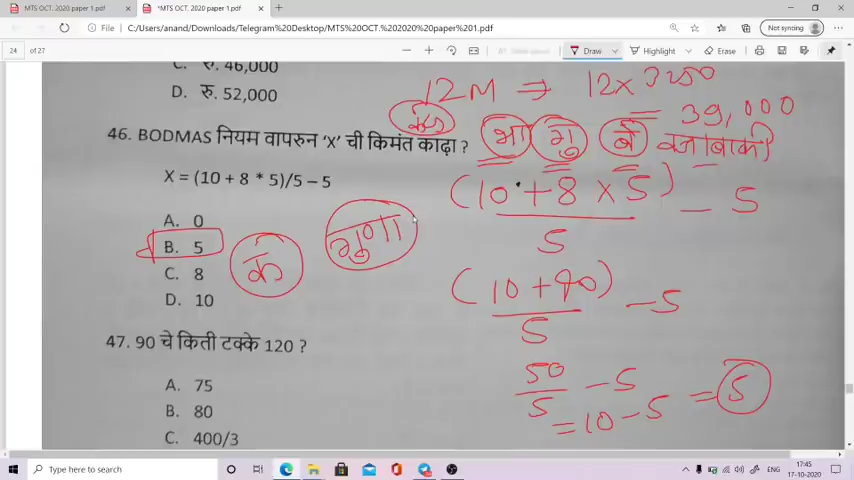 MTS OCT. 2020 paper 1.pdf
*MTS OCT. 2020 paper 1.pdf
File
C:/Users/anand/Downloads/Telegram%20Desktop/MTS%20OCT.%202020%20paper%201.pdf
Not syncing
24 of 27
Draw
Highlight
Erase
C. रु. 46,000
D. रु. 52,000
12M ⇒ 12x3250
= 39,000
कं भा गु बे वजाबाकी
46. BODMAS नियम वापरुन ‘X’ ची किमंत काढ़ा ?
X = (10 + 8 * 5)/5 – 5
(10 + 8 x 5) - 5
5
A. 0
B. 5
C. 8
D. 10
कं
गुणा
(10+40) - 5
5
50 - 5 = 5
5
= 10 - 5
47. 90 चे किती टक्के 120 ?
A. 75
B. 80
C. 400/3
Type here to search
ENG
17:45
17-10-2020